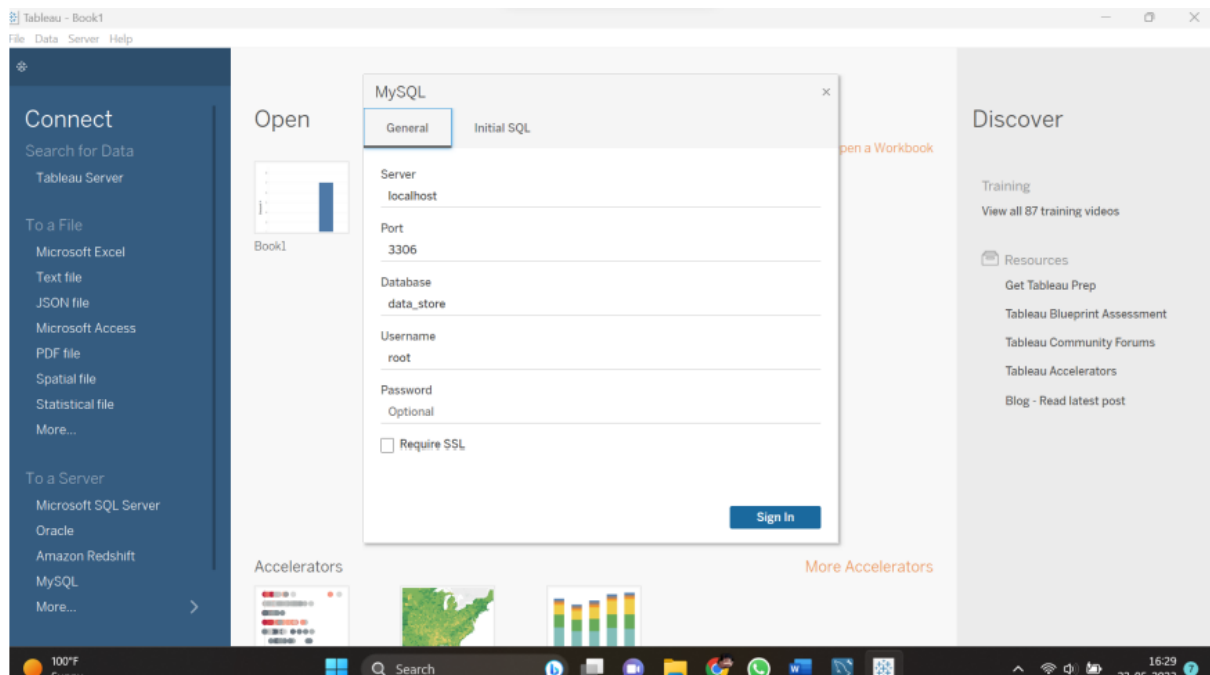 Tableau - Book1
File Data Server Help
Connect
Search for Data
Tableau Server
To a File
Microsoft Excel
Text file
JSON file
Microsoft Access
PDF file
Spatial file
Statistical file
More...
To a Server
Microsoft SQL Server
Oracle
Amazon Redshift
MySQL
More...
Open
Book1
pen a Workbook
MySQL
General Initial SQL
Server
localhost
Port
3306
Database
data_store
Username
root
Password
Optional
Require SSL
Sign In
Accelerators
More Accelerators
Discover
Training
View all 87 training videos
Resources
Get Tableau Prep
Tableau Blueprint Assessment
Tableau Community Forums
Tableau Accelerators
Blog - Read latest post
100°F
Search
16:29
7